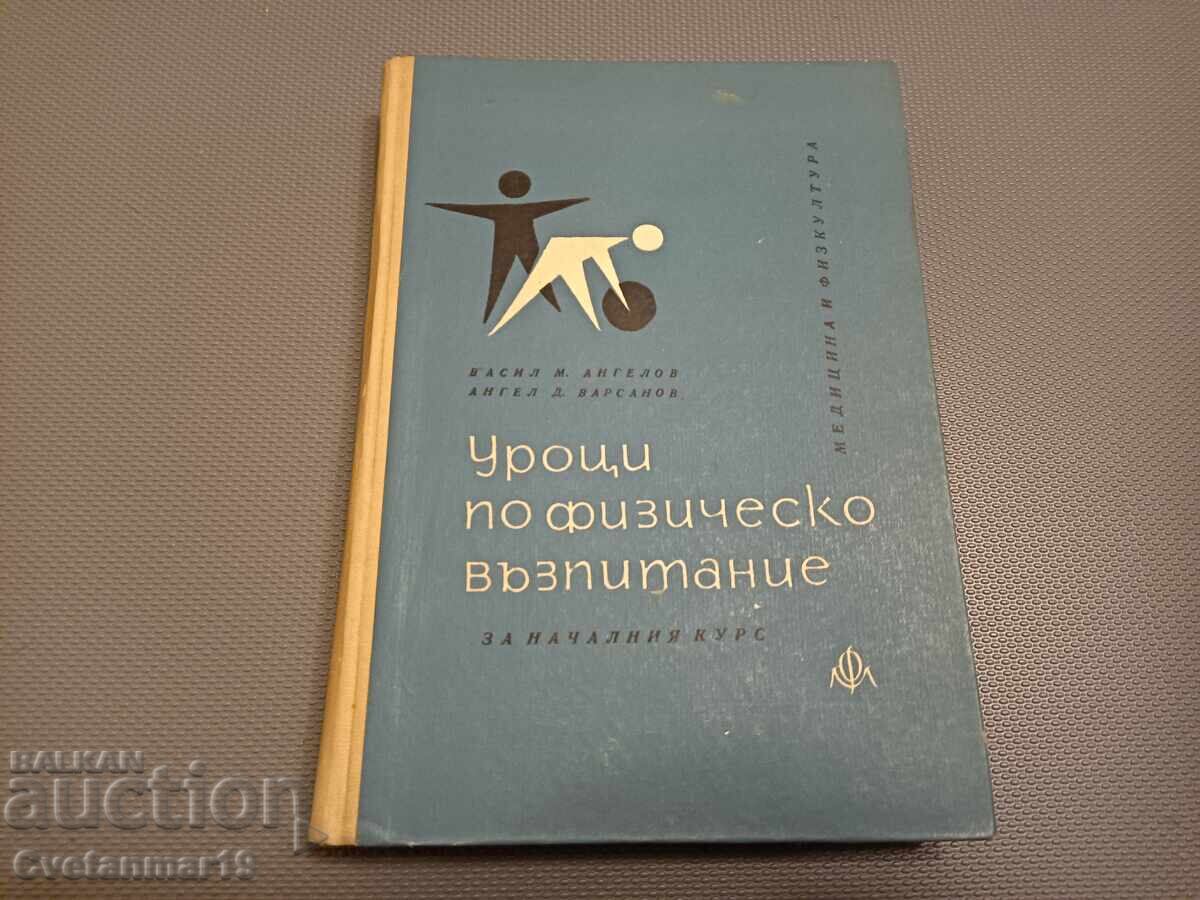 ВАСИЛ М. АНГЕЛОВ
АНГЕЛ Д. ВАРСАНОВ
Уроци
по физическо
възпитание
ЗА НАЧАЛНИЯ КУРС
МЕДИЦИНА И ФИЗКУЛТУРА
BALKAN
auction
Cvetanmar19